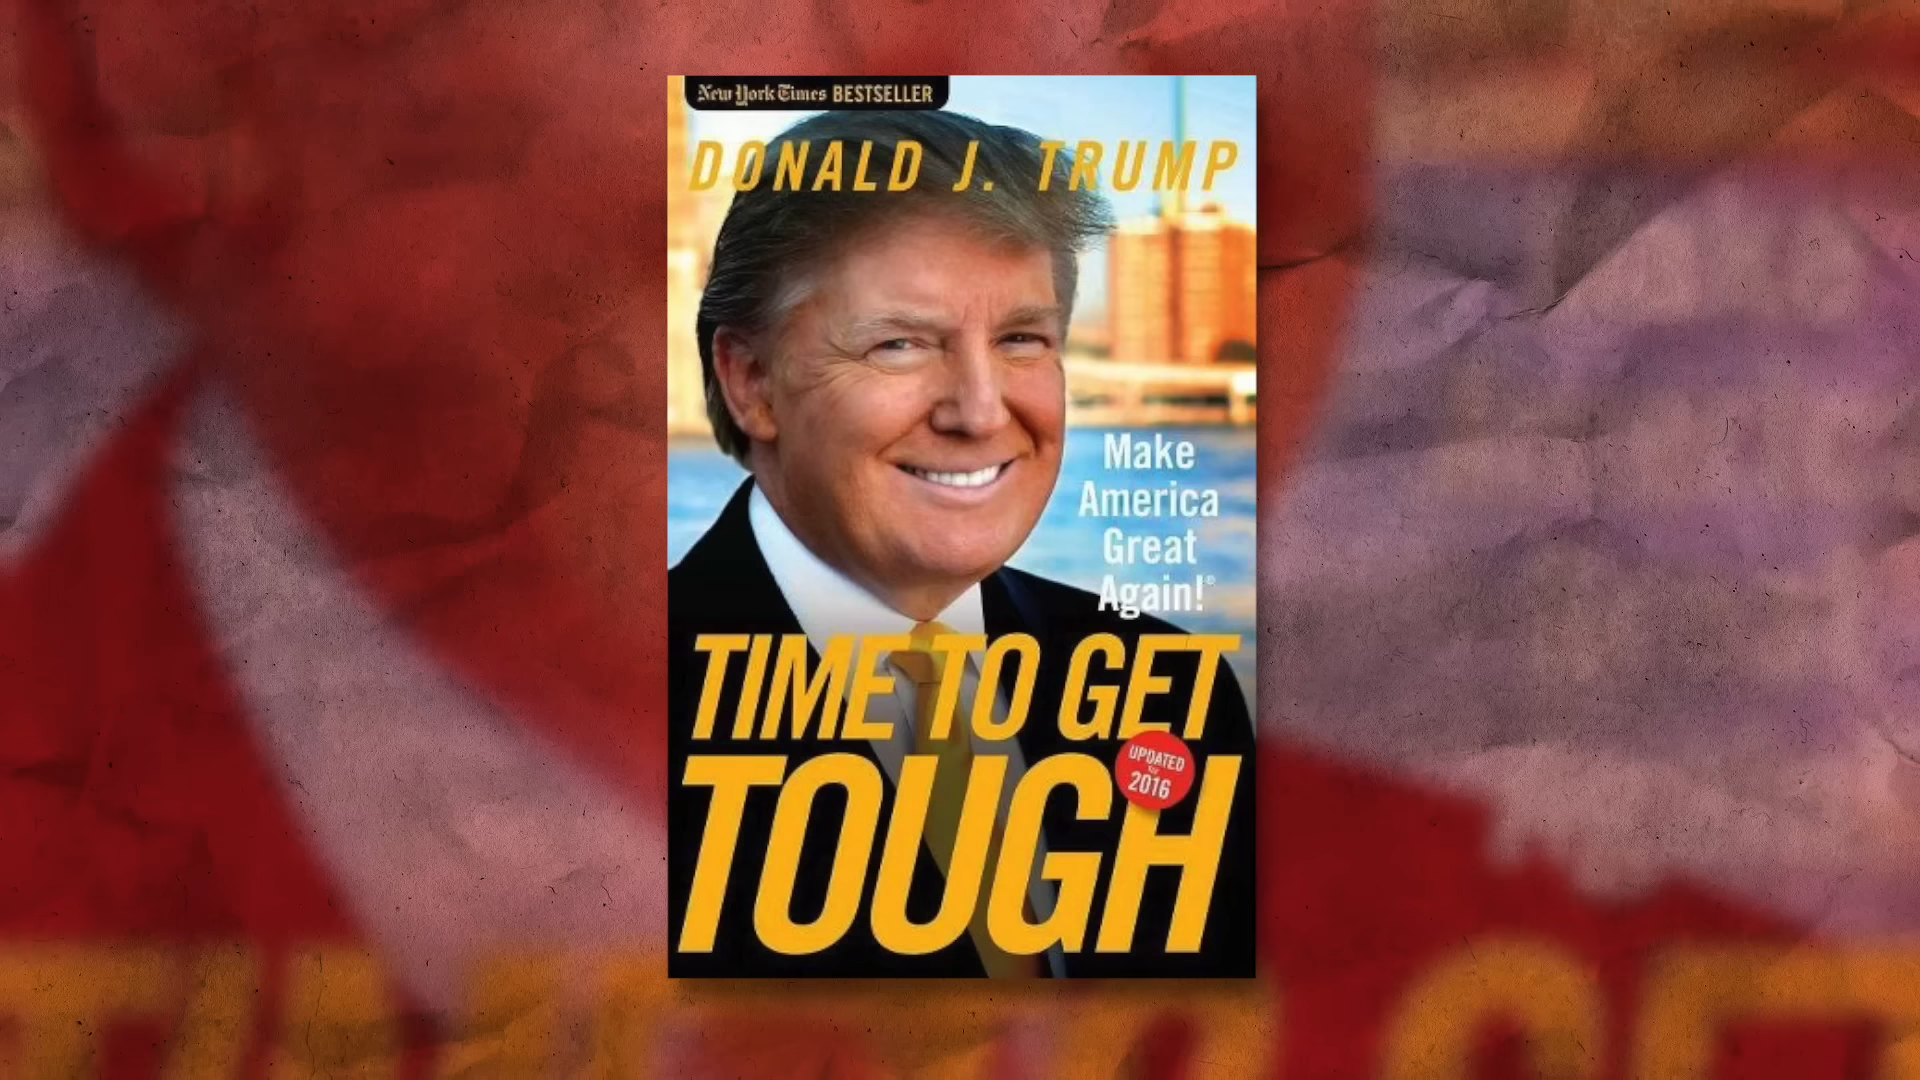 New York Times BESTSELLER
DONALD J. TRUMP
Make
America
Great
Again!®
TIME TO GET
TOUGH
UPDATED
for
2016